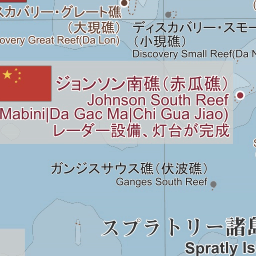 スカバリー・グレート礁
（大現礁）
overy Great Reef(Da Lon)
ディスカバリー・スモー
（小現礁）
Discovery Small Reef(Da
ジョンソン南礁（赤瓜礁）
Johnson South Reef
Mabini|Da Gac Ma|Chi Gua Jiao)
レーダー設備、灯台が完成
ガンジスサウス礁（伏波礁）
Ganges South Reef
スプラトリー諸島
Spratly Is